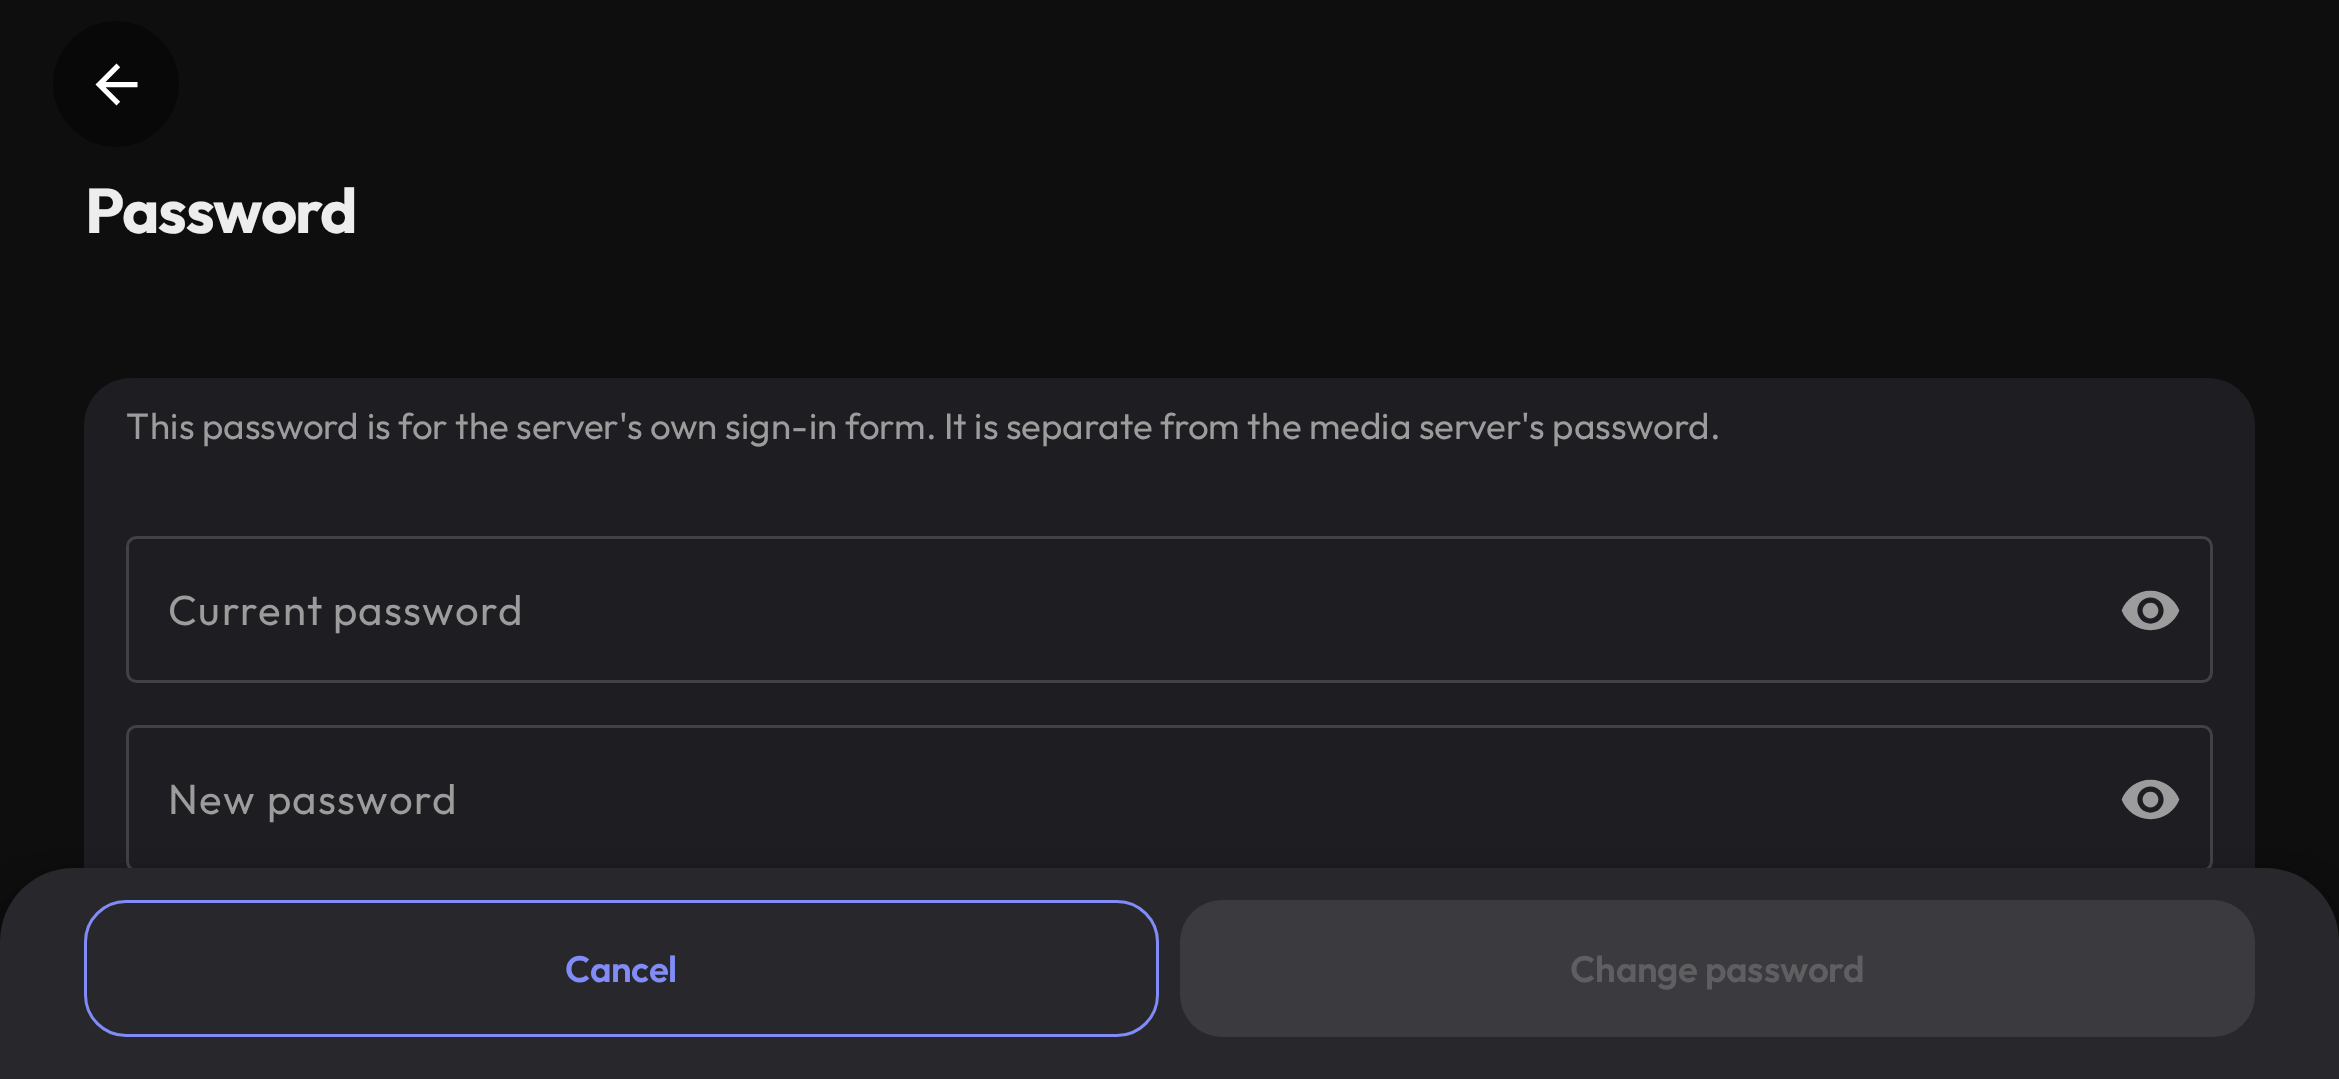 Password
This password is for the server's own sign-in form. It is separate from the media server's password.
Current password
New password
Cancel
Change password